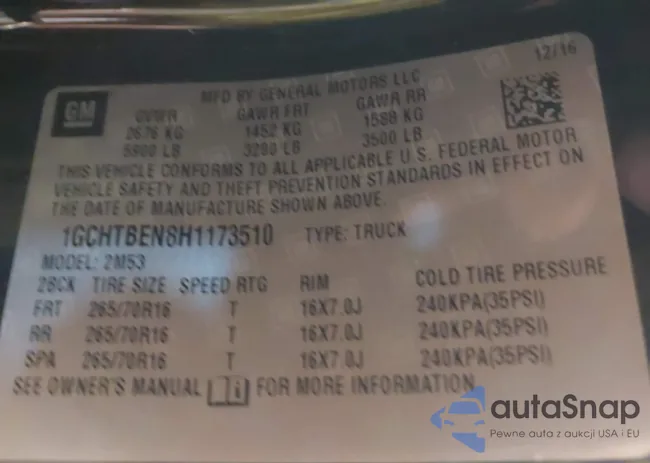 12/16
GM
MFD BY GENERAL MOTORS LLC
GVWR GAWR FRT GAWR RR
2676 KG 1452 KG 1588 KG
5900 LB 3200 LB 3500 LB
THIS VEHICLE CONFORMS TO ALL APPLICABLE U.S. FEDERAL MOTOR
VEHICLE SAFETY AND THEFT PREVENTION STANDARDS IN EFFECT ON
THE DATE OF MANUFACTURE SHOWN ABOVE.
1GCHTBEN8H1173510 TYPE: TRUCK
MODEL: 2M53
2BCK TIRE SIZE SPEED RTG RIM COLD TIRE PRESSURE
FRT 265/70R16 T 16X7.0J 240KPA(35PSI)
RR 265/70R16 T 16X7.0J 240KPA(35PSI)
SPA 265/70R16 T 16X7.0J 240KPA(35PSI)
SEE OWNER'S MANUAL FOR MORE INFORMATION
autaSnap
Pewne auta z aukcji USA i EU